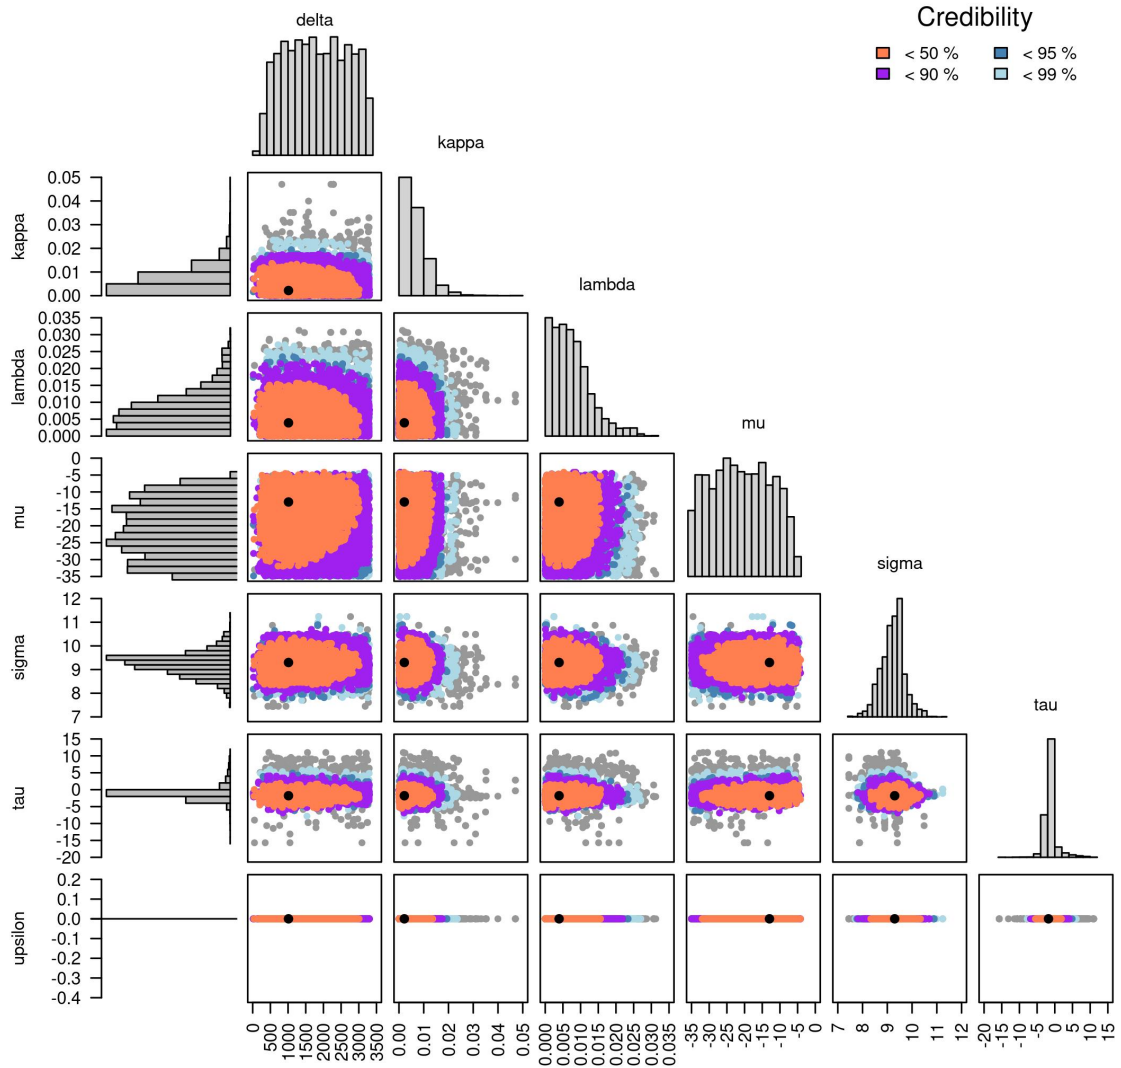 delta
Credibility
< 50 %
< 95 %
< 90 %
< 99 %
kappa
kappa
0.05
0.04
0.03
0.02
0.01
0.00
lambda
lambda
0.035
0.030
0.025
0.020
0.015
0.010
0.005
0.000
mu
mu
0
-5
-10
-15
-20
-25
-30
-35
sigma
sigma
12
11
10
9
8
7
tau
tau
15
10
5
0
-5
-10
-15
-20
upsilon
0.2
0.1
0.0
-0.1
-0.2
-0.3
-0.4
0 500 1000 1500 2000 2500 3000 3500
0.00 0.01 0.02 0.03 0.04 0.05
0.000 0.005 0.010 0.015 0.020 0.025 0.030 0.035
-35 -30 -25 -20 -15 -10 -5 0
7 8 9 10 11 12
-20 -15 -10 -5 0 5 10 15